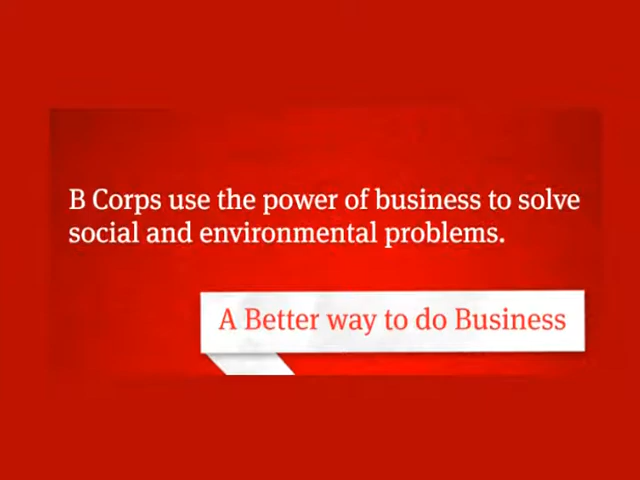 B Corps use the power of business to solve
social and environmental problems.
A Better way to do Business